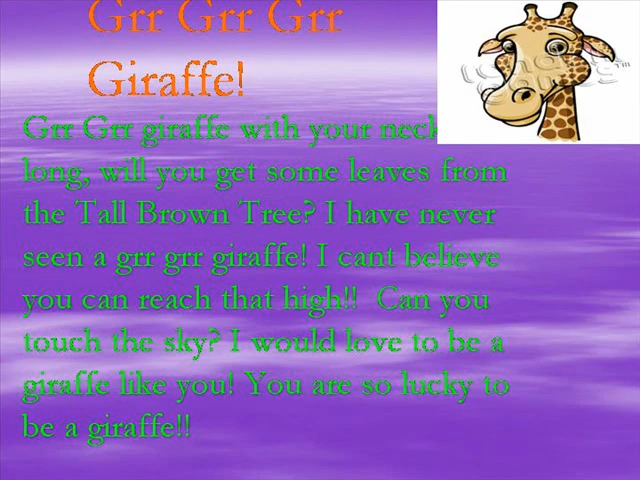 Grr Grr Grr
Giraffe!
Grr Grr giraffe with your neck
long, will you get some leaves from
the Tall Brown Tree? I have never
seen a grr grr giraffe! I cant believe
you can reach that high!!  Can you
touch the sky? I would love to be a
giraffe like you! You are so lucky to
be a giraffe!!